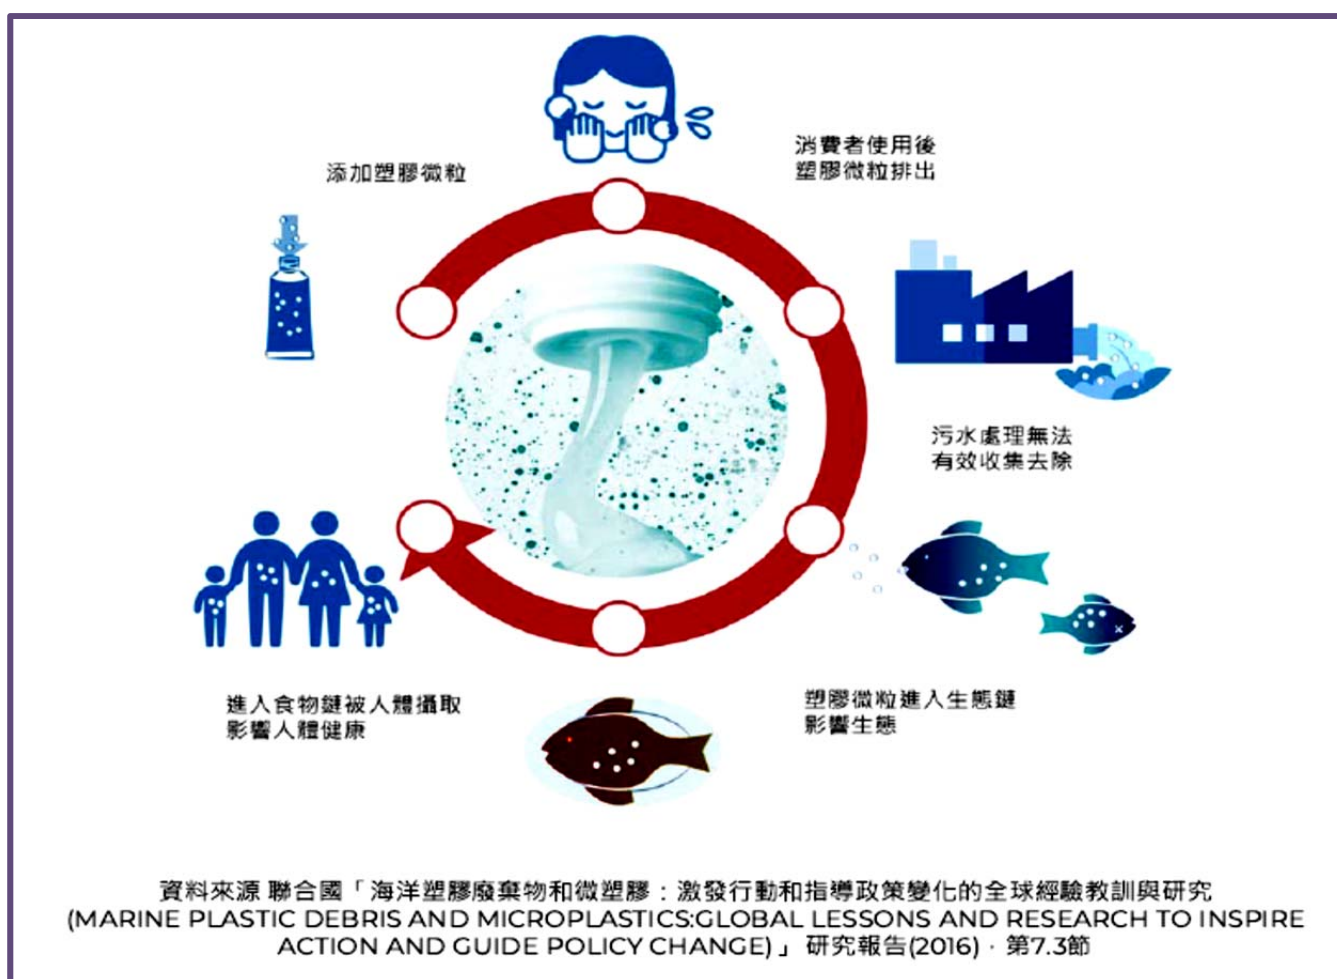 添加塑膠微粒
消費者使用後
塑膠微粒排出
污水處理無法
有效收集去除
塑膠微粒進入生態鏈
影響生態
進入食物鏈被人體攝取
影響人體健康
資料來源 聯合國「海洋塑膠廢棄物和微塑膠：激發行動和指導政策變化的全球經驗教訓與研究
(MARINE PLASTIC DEBRIS AND MICROPLASTICS:GLOBAL LESSONS AND RESEARCH TO INSPIRE
ACTION AND GUIDE POLICY CHANGE)」研究報告(2016)，第7.3節